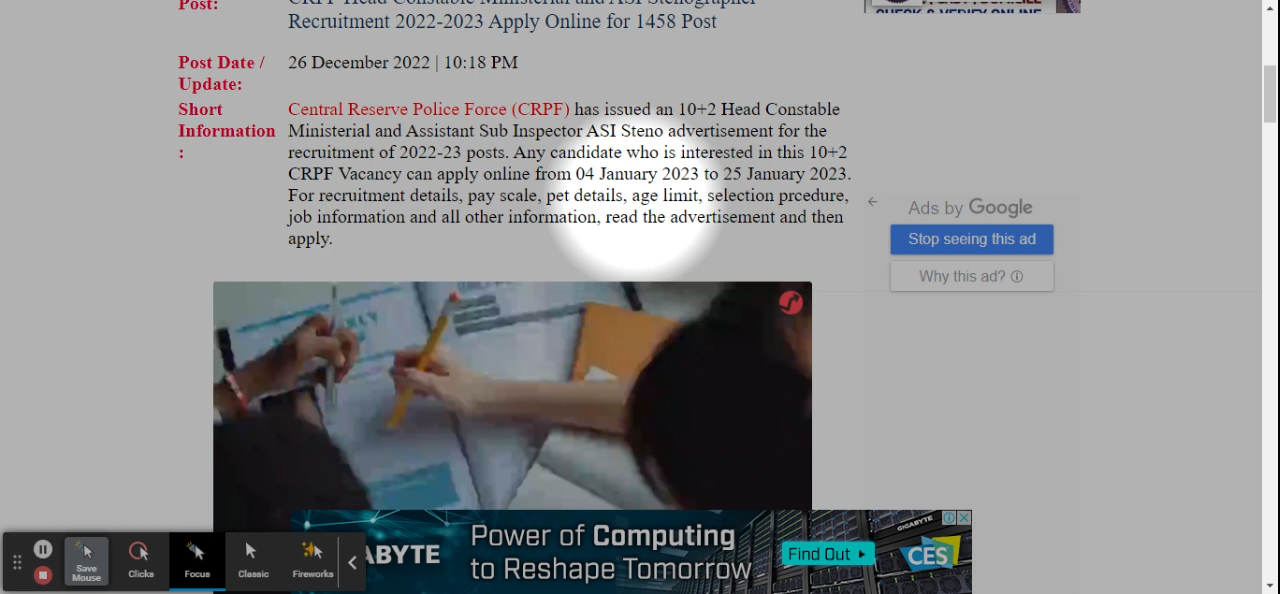 Post:
CRPF Head Constable Ministerial and ASI Stenographer
Recruitment 2022-2023 Apply Online for 1458 Post
Post Date /
Update:
26 December 2022 | 10:18 PM
Short
Information
:
Central Reserve Police Force (CRPF) has issued an 10+2 Head Constable
Ministerial and Assistant Sub Inspector ASI Steno advertisement for the
recruitment of 2022-23 posts. Any candidate who is interested in this 10+2
CRPF Vacancy can apply online from 04 January 2023 to 25 January 2023.
For recruitment details, pay scale, pet details, age limit, selection prcedure,
job information and all other information, read the advertisement and then
apply.
CHECK & VERIFY ONLINE
Ads by Google
Stop seeing this ad
Why this ad?
ABYTE
Power of Computing
to Reshape Tomorrow
GIGABYTE
Find Out
CES
Save
Mouse
Clicks
Focus
Classic
Fireworks